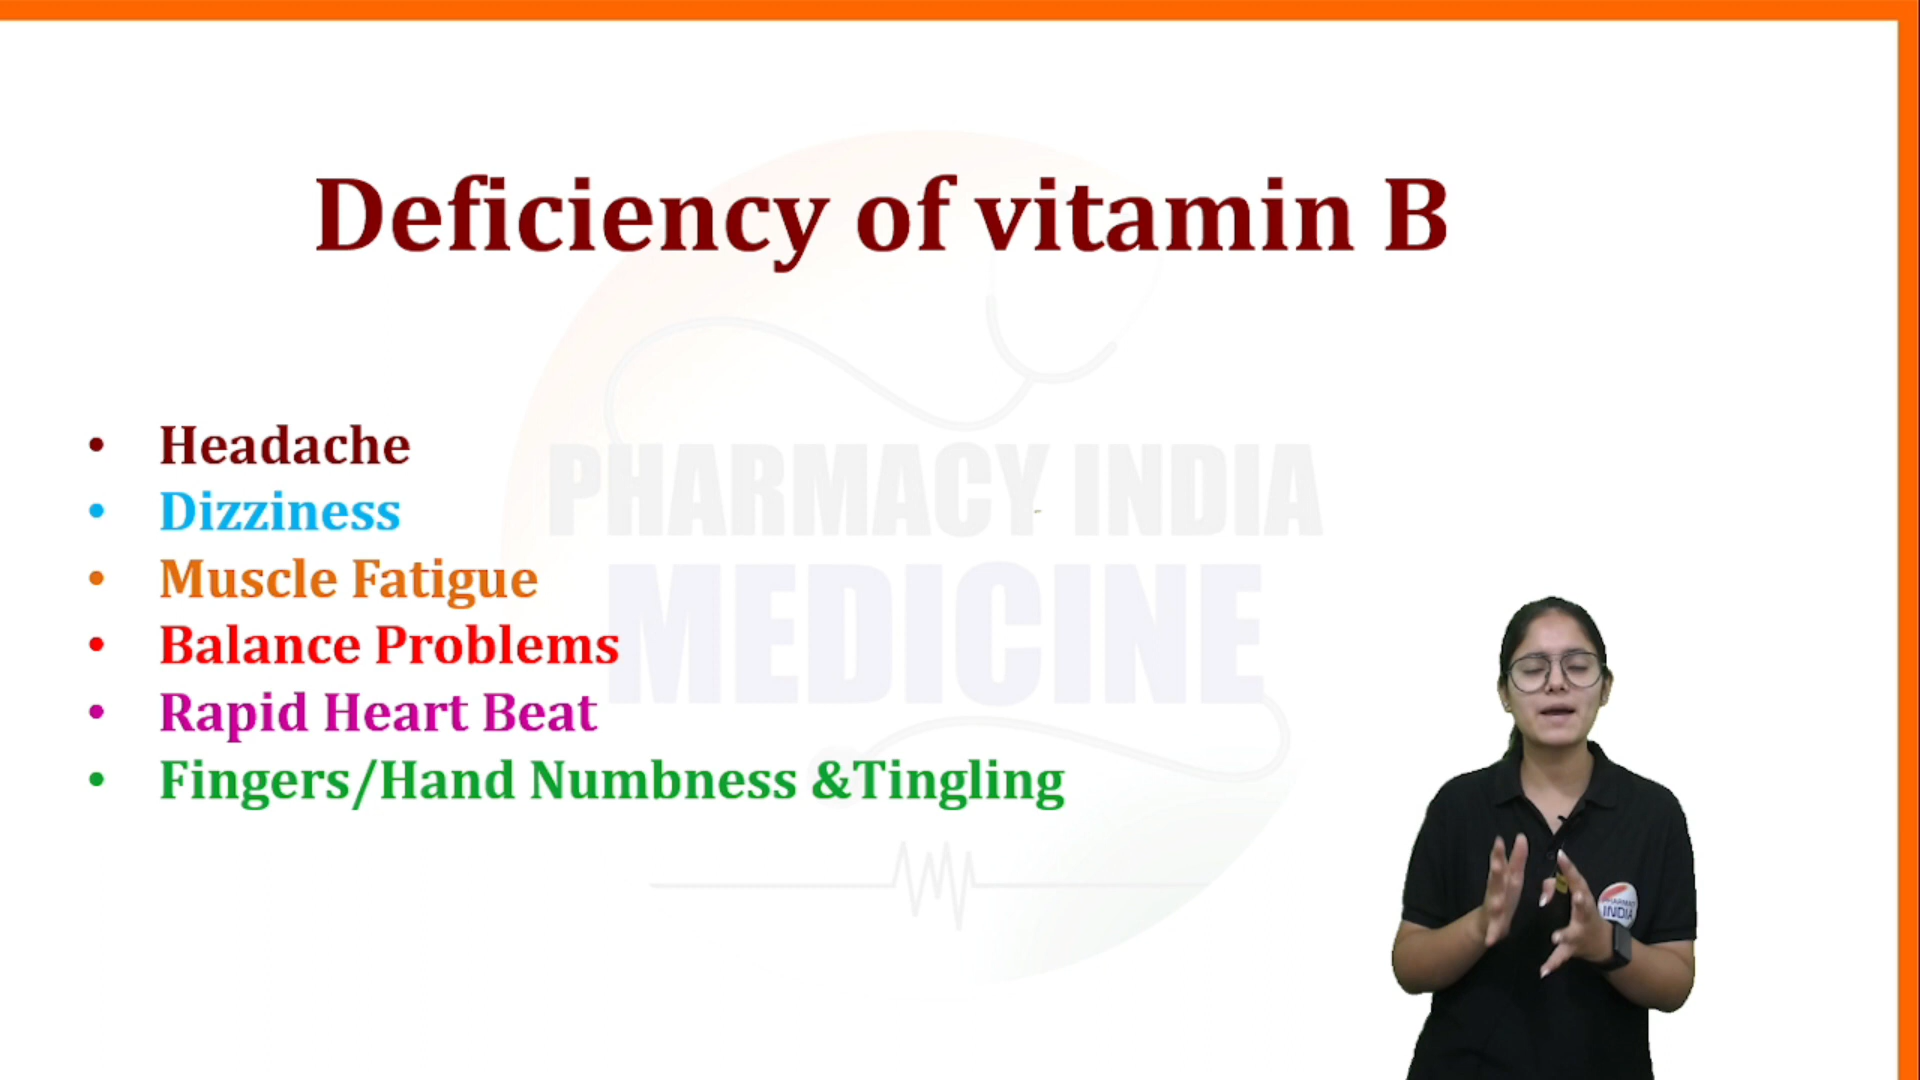 Deficiency of vitamin B
• Headache
• Dizziness
• Muscle Fatigue
• Balance Problems
• Rapid Heart Beat
• Fingers/Hand Numbness &Tingling
PHARMACY INDIA
MEDICINE
INDIA